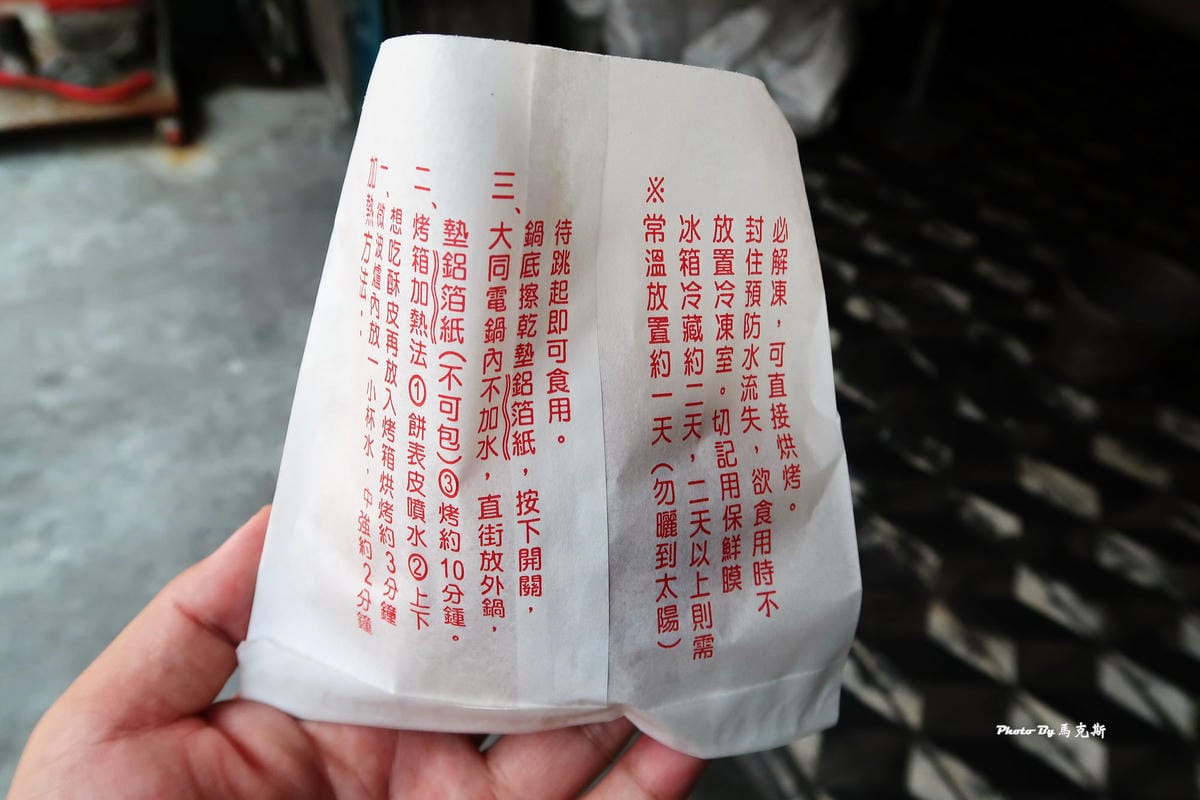 加熱方法：
一、微波爐內放一小杯水，中強約2分鐘
想吃酥皮再放入烤箱烘烤約3分鐘
二、烤箱加熱法①餅表皮噴水②上下
墊鋁箔紙(不可包)③烤約10分鍾。
三、大同電鍋內不加水，直街放外鍋，
鍋底擦乾墊鋁箔紙，按下開關，
待跳起即可食用。
※常溫放置約一天(勿曬到太陽)
冰箱冷藏約二天，二天以上則需
放置冷凍室。切記用保鮮膜
封住預防水流失，欲食用時不
必解凍，可直接烘烤。
Photo By 馬克斯